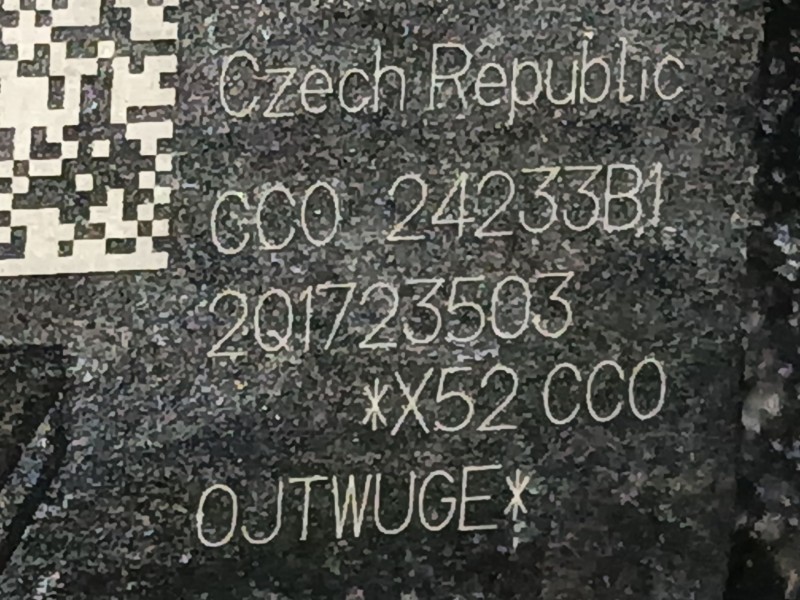 Czech Republic
CC0 24233B1
2Q1723503
*X52 CC0
0JTWUGE*